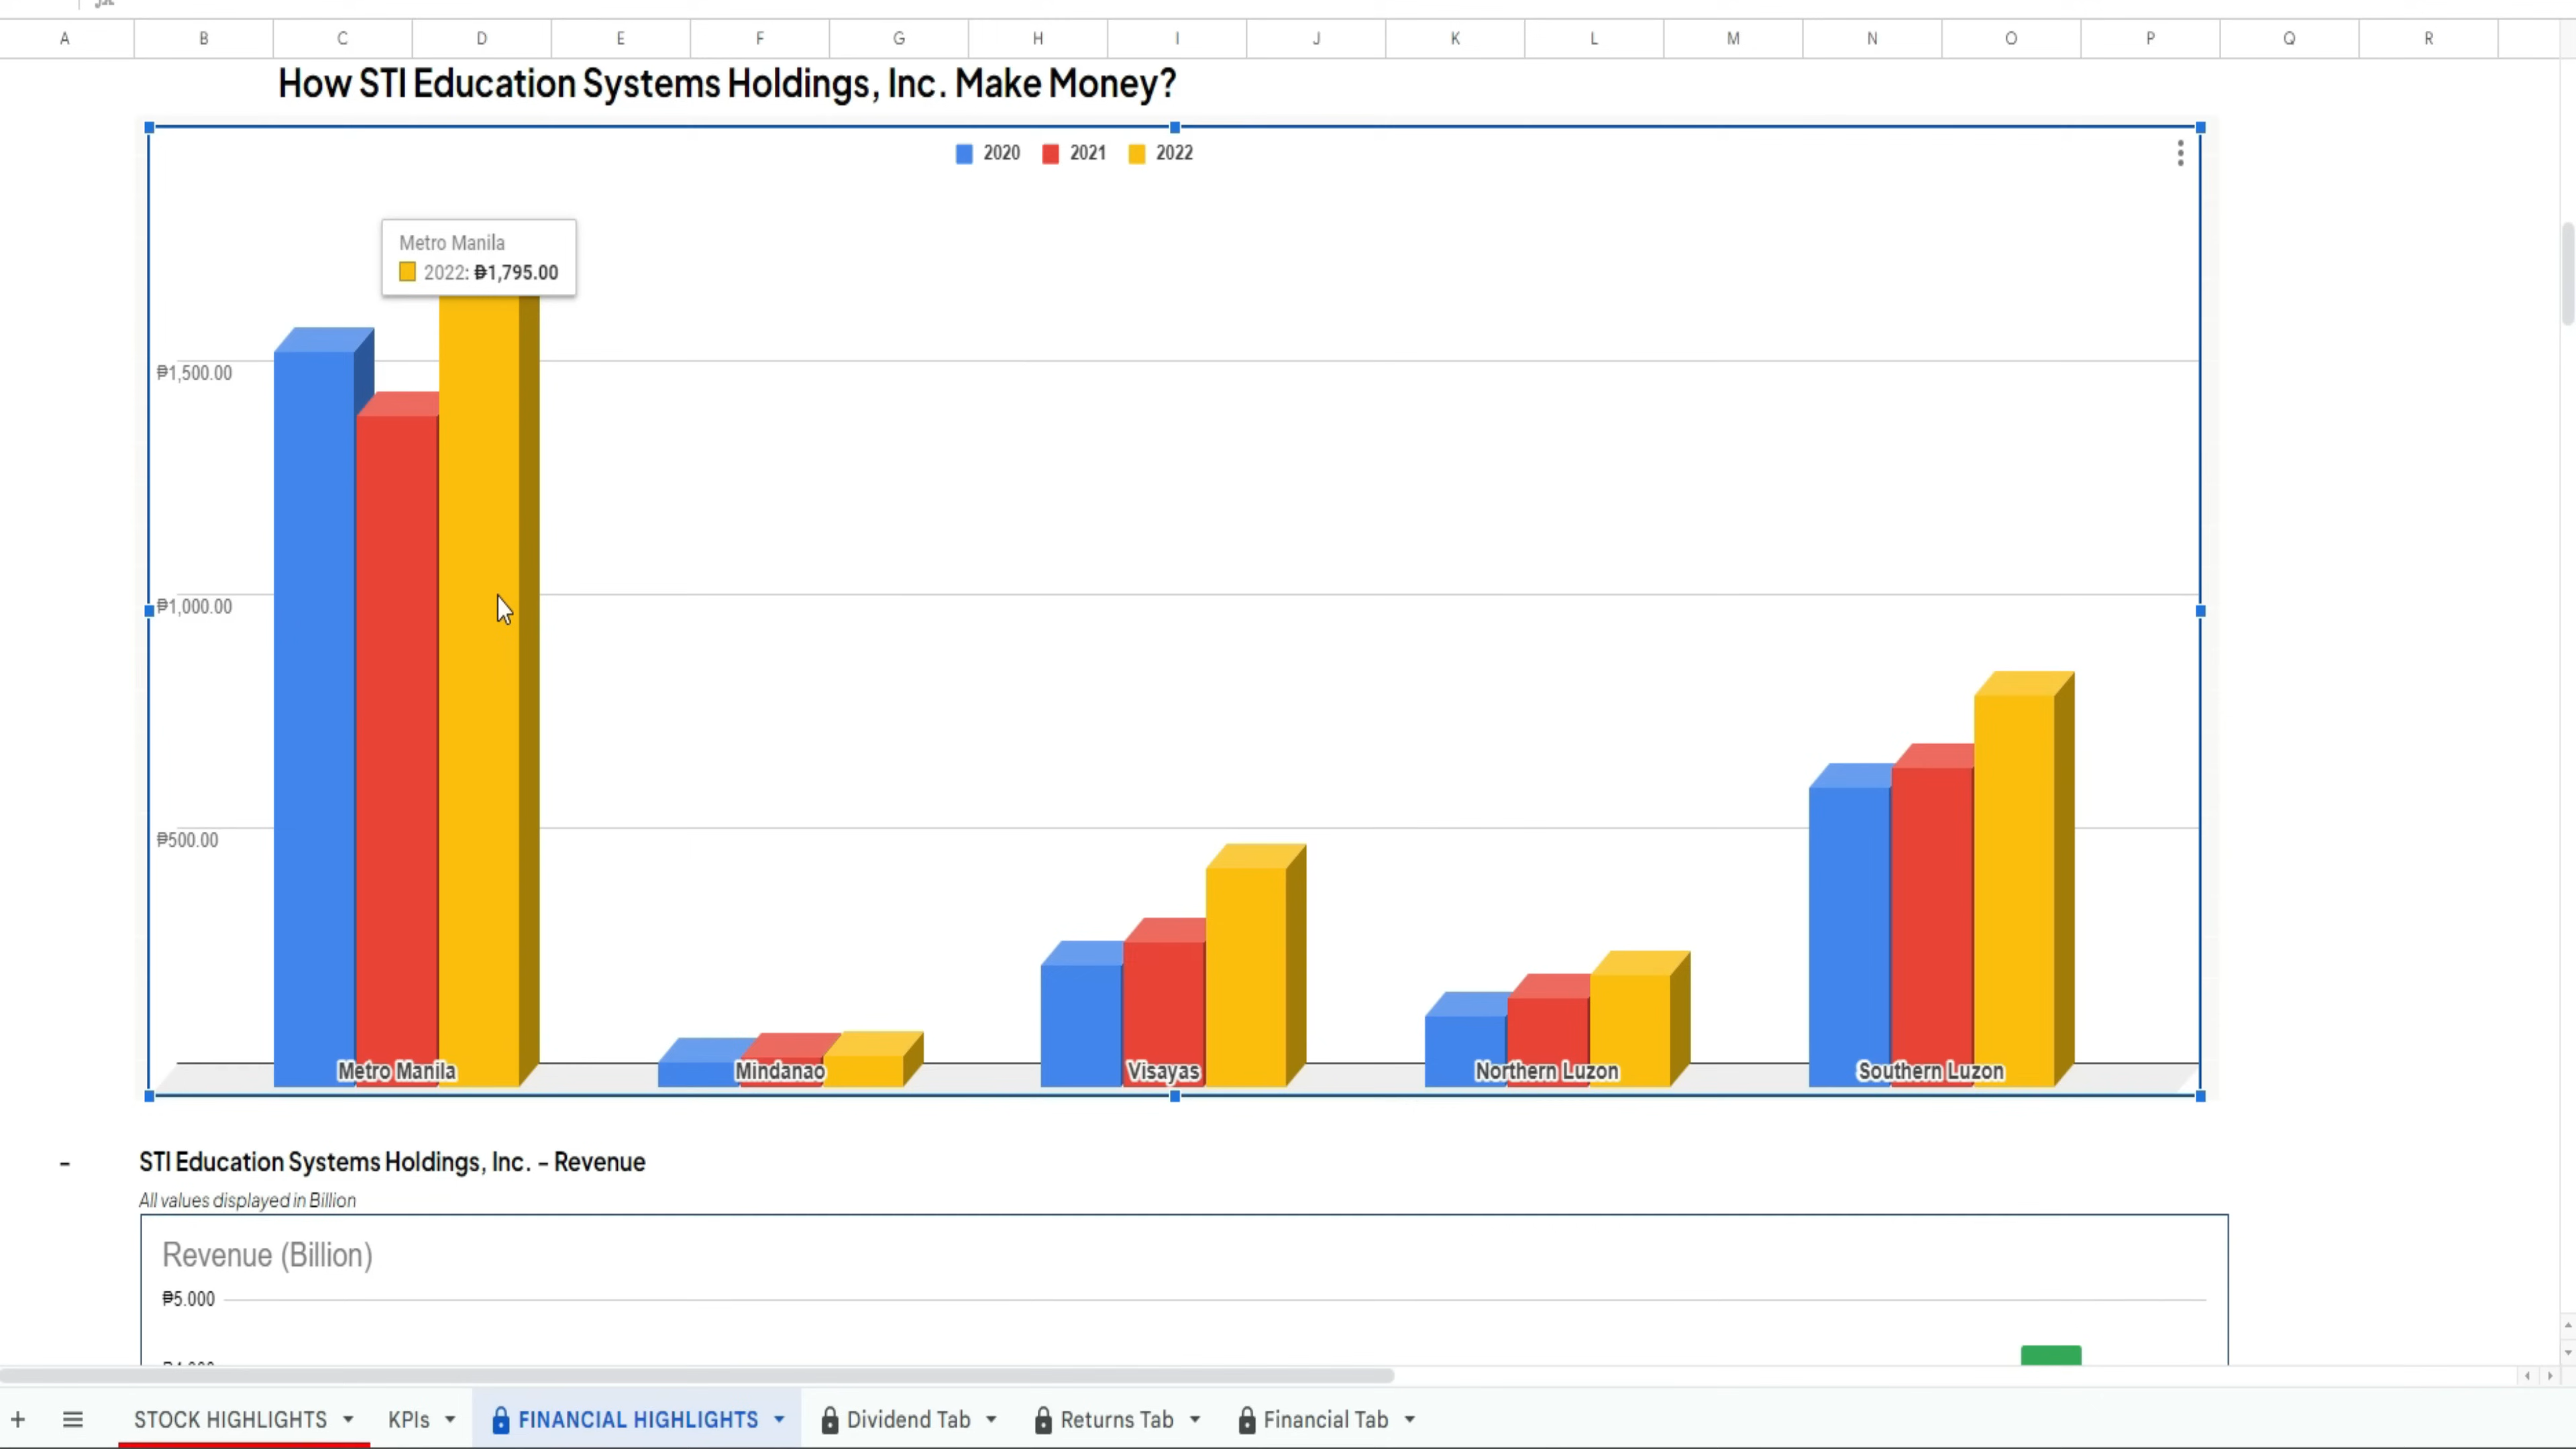 A B C D E F G H I J K L M N O P Q R
How STI Education Systems Holdings, Inc. Make Money?
2020 2021 2022
Metro Manila
2022: ₱1,795.00
₱1,500.00
₱1,000.00
₱500.00
Metro Manila Mindanao Visayas Northern Luzon Southern Luzon
- STI Education Systems Holdings, Inc. - Revenue
All values displayed in Billion
Revenue (Billion)
₱5.000
STOCK HIGHLIGHTS KPIs FINANCIAL HIGHLIGHTS Dividend Tab Returns Tab Financial Tab